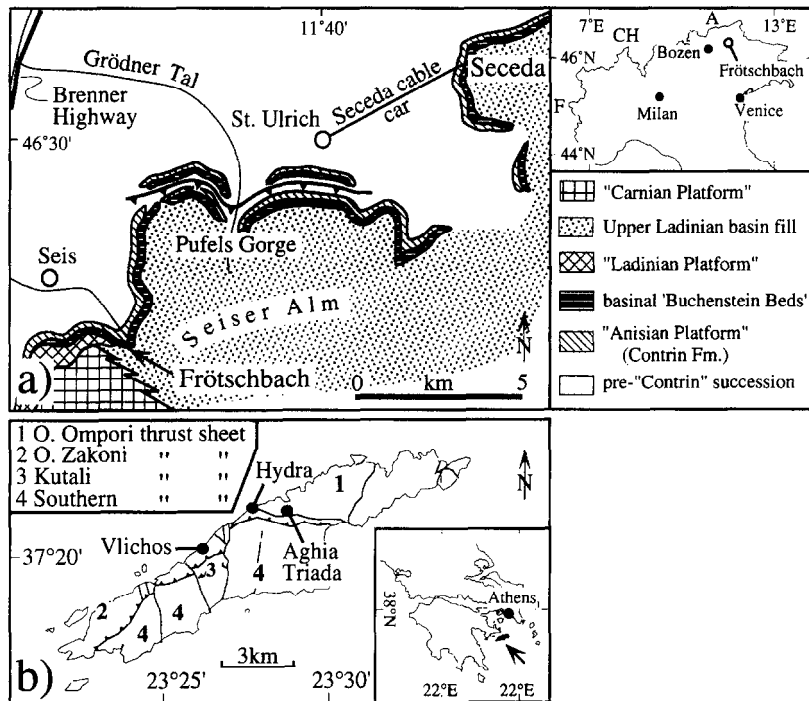 11°40'
Grödner Tal
Brenner
Highway
46°30'
St. Ulrich
Seceda cable
car
Seceda
Pufels Gorge
Seis
Seiser Alm
N
Frötschbach
0 km 5
a)
7°E
13°E
CH
A
46°N
Bozen
Frötschbach
F
Milan
Venice
44°N
"Carnian Platform"
Upper Ladinian basin fill
"Ladinian Platform"
basinal 'Buchenstein Beds'
"Anisian Platform"
(Contrin Fm.)
pre-"Contrin" succession
1 O. Ompori thrust sheet
2 O. Zakoni " "
3 Kutali " "
4 Southern " "
Hydra
1
N
37°20
Vlichos
Aghia
Triada
3
4
2
4
4
3km
b)
23°25
23°30
38°N
Athens
22°E
22°E